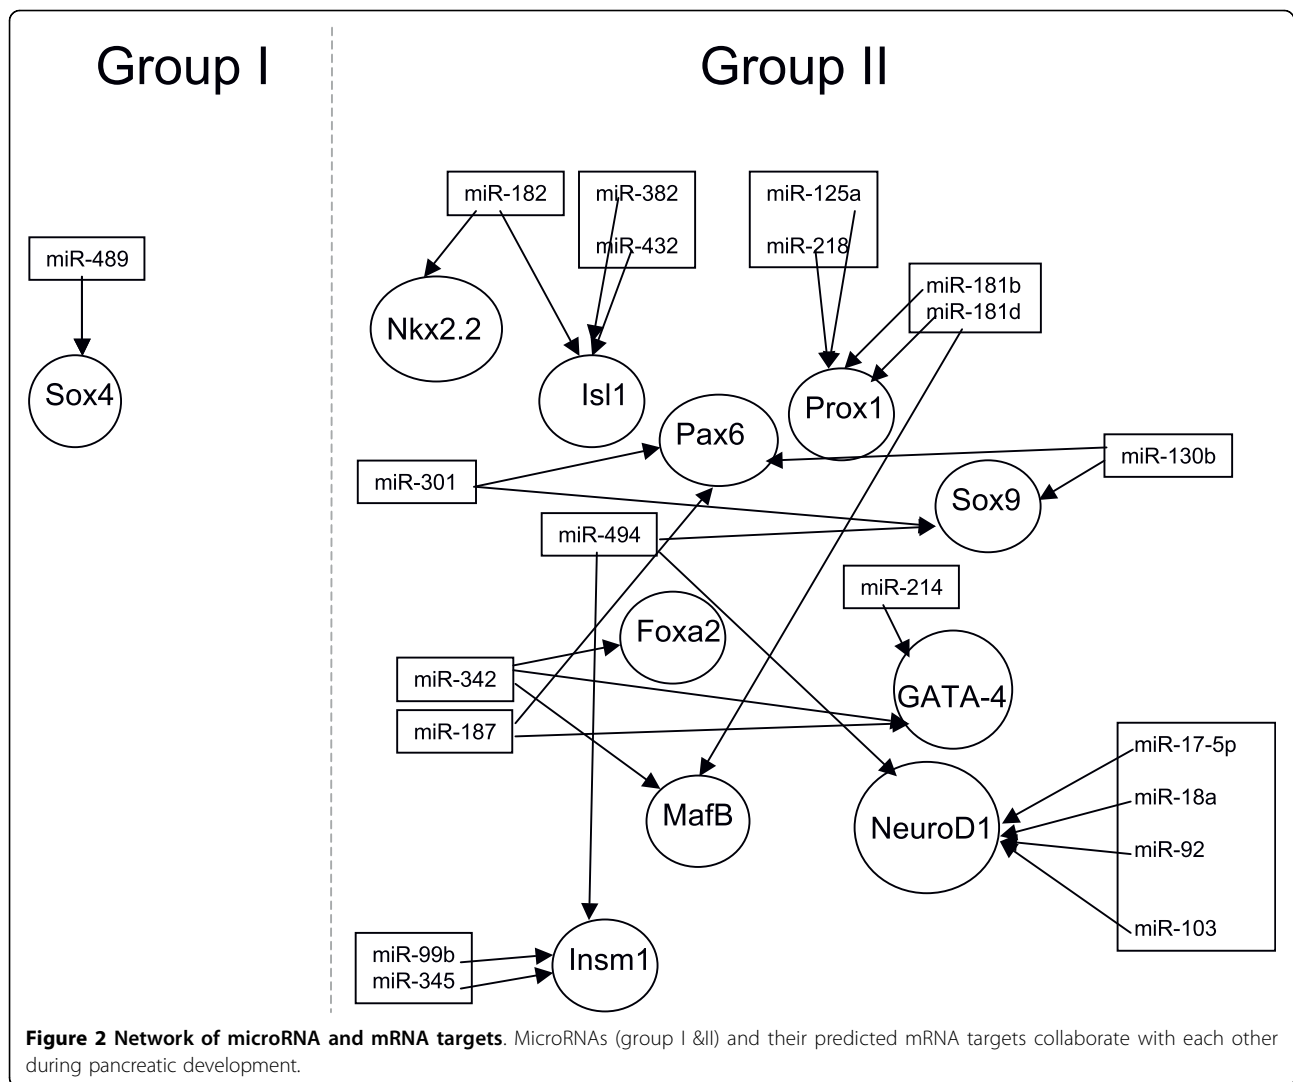 Group I
Group II
miR-182
miR-382
miR-432
miR-125a
miR-218
miR-489
miR-181b
miR-181d
Nkx2.2
Isl1
Sox4
Prox1
Pax6
miR-301
miR-130b
Sox9
miR-494
miR-214
Foxa2
miR-342
GATA-4
miR-187
MafB
NeuroD1
miR-17-5p
miR-18a
miR-92
miR-103
miR-99b
miR-345
Insm1
Figure 2 Network of microRNA and mRNA targets. MicroRNAs (group I &II) and their predicted mRNA targets collaborate with each other
during pancreatic development.